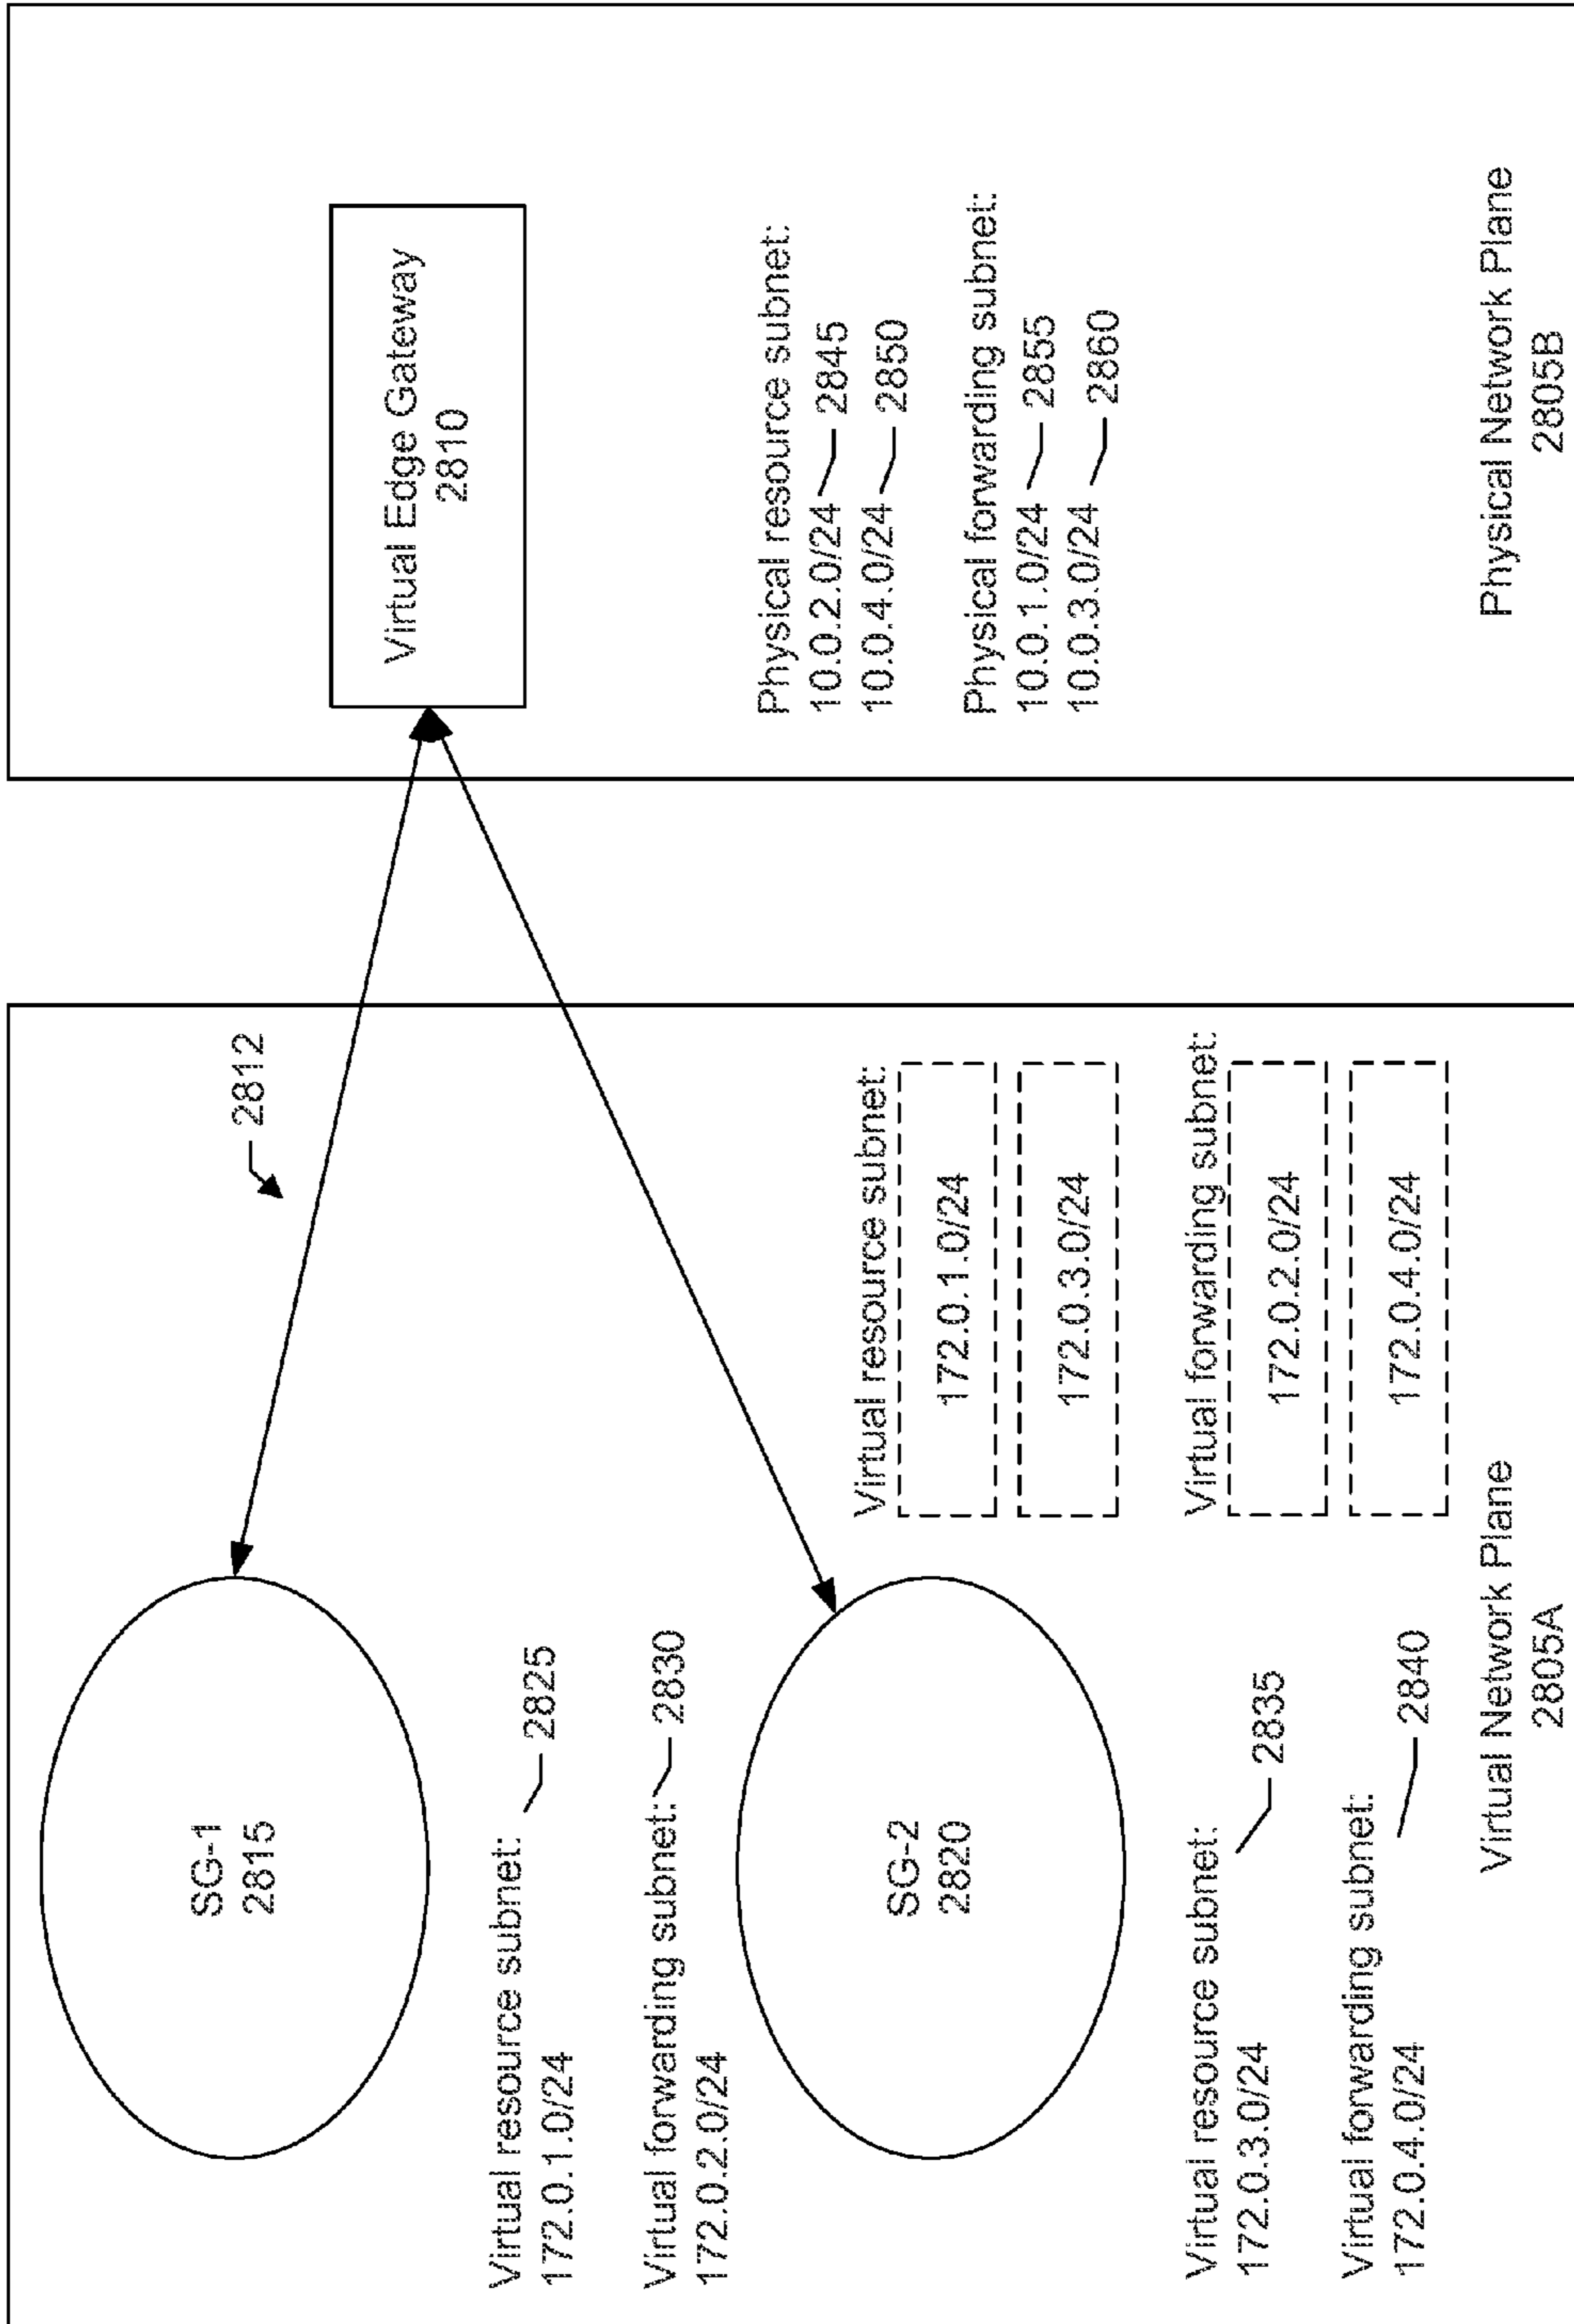 2812
SG-1
2815
Virtual resource subnet:
2825
172.0.1.0/24
Virtual forwarding subnet:
2830
172.0.2.0/24
SG-2
2820
Virtual resource subnet:
2835
172.0.3.0/24
Virtual forwarding subnet:
2840
172.0.4.0/24
Virtual resource subnet:
172.0.1.0/24
172.0.3.0/24
Virtual forwarding subnet:
172.0.2.0/24
172.0.4.0/24
Virtual Network Plane
2805A
Virtual Edge Gateway
2810
Physical resource subnet:
10.0.2.0/24 2845
10.0.4.0/24 2850
Physical forwarding subnet:
10.0.1.0/24 2855
10.0.3.0/24 2860
Physical Network Plane
2805B